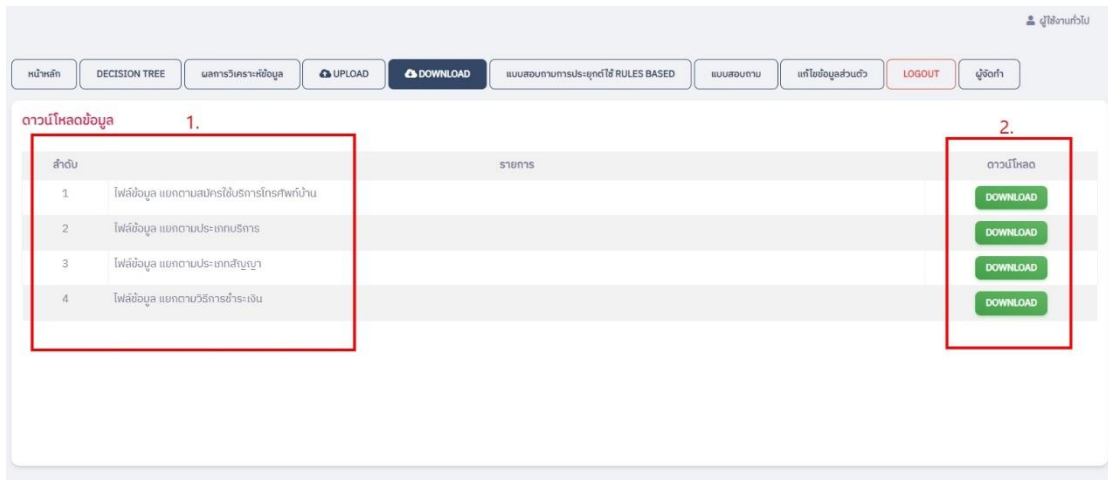 ผู้ใช้งานทั่วไป
หน้าหลัก DECISION TREE ผลการวิเคราะห์ข้อมูล UPLOAD DOWNLOAD แบบสอบถามการประยุกต์ใช้ RULES BASED แบบสอบถาม แก้ไขข้อมูลส่วนตัว LOGOUT ผู้จัดทำ
ดาวน์โหลดข้อมูล 1. 2.
ลำดับ รายการ ดาวน์โหลด
1 ไฟล์ข้อมูล แยกตามสมัครใช้บริการโทรศัพท์บ้าน DOWNLOAD
2 ไฟล์ข้อมูล แยกตามประเภทบริการ DOWNLOAD
3 ไฟล์ข้อมูล แยกตามประเภทสัญญา DOWNLOAD
4 ไฟล์ข้อมูล แยกตามวิธีการชำระเงิน DOWNLOAD